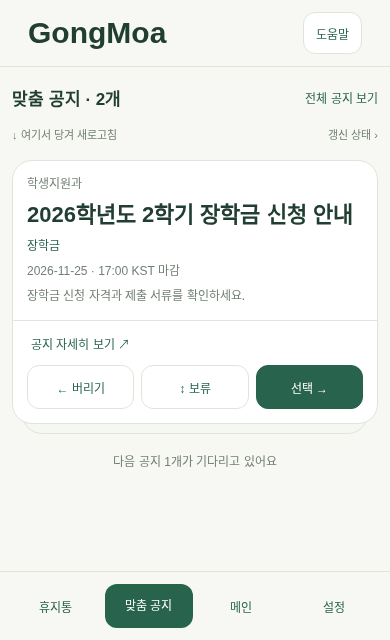 GongMoa
도움말
맞춤 공지 · 2개
전체 공지 보기
↓ 여기서 당겨 새로고침
갱신 상태 ›
학생지원과
2026학년도 2학기 장학금 신청 안내
장학금
2026-11-25 · 17:00 KST 마감
장학금 신청 자격과 제출 서류를 확인하세요.
공지 자세히 보기 ↗
← 버리기
↕ 보류
선택 →
다음 공지 1개가 기다리고 있어요
휴지통
맞춤 공지
메인
설정